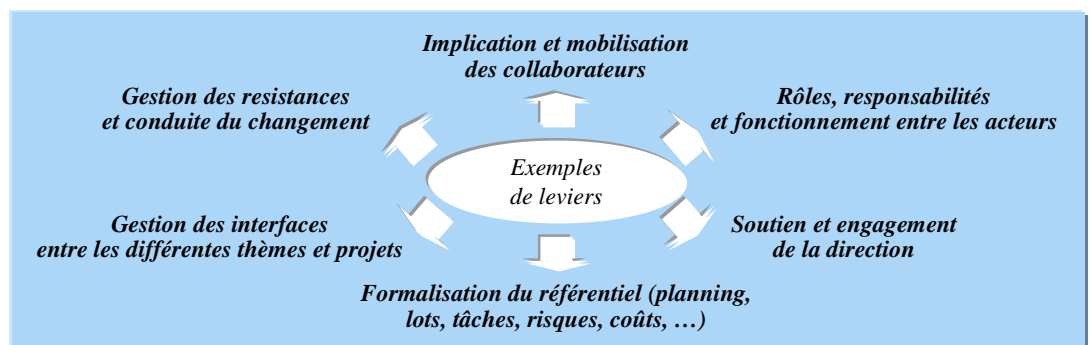 Implication et mobilisation
des collaborateurs
Gestion des resistances
et conduite du changement
Rôles, responsabilités
et fonctionnement entre les acteurs
Exemples
de leviers
Gestion des interfaces
entre les différentes thèmes et projets
Soutien et engagement
de la direction
Formalisation du référentiel (planning,
lots, tâches, risques, coûts, …)